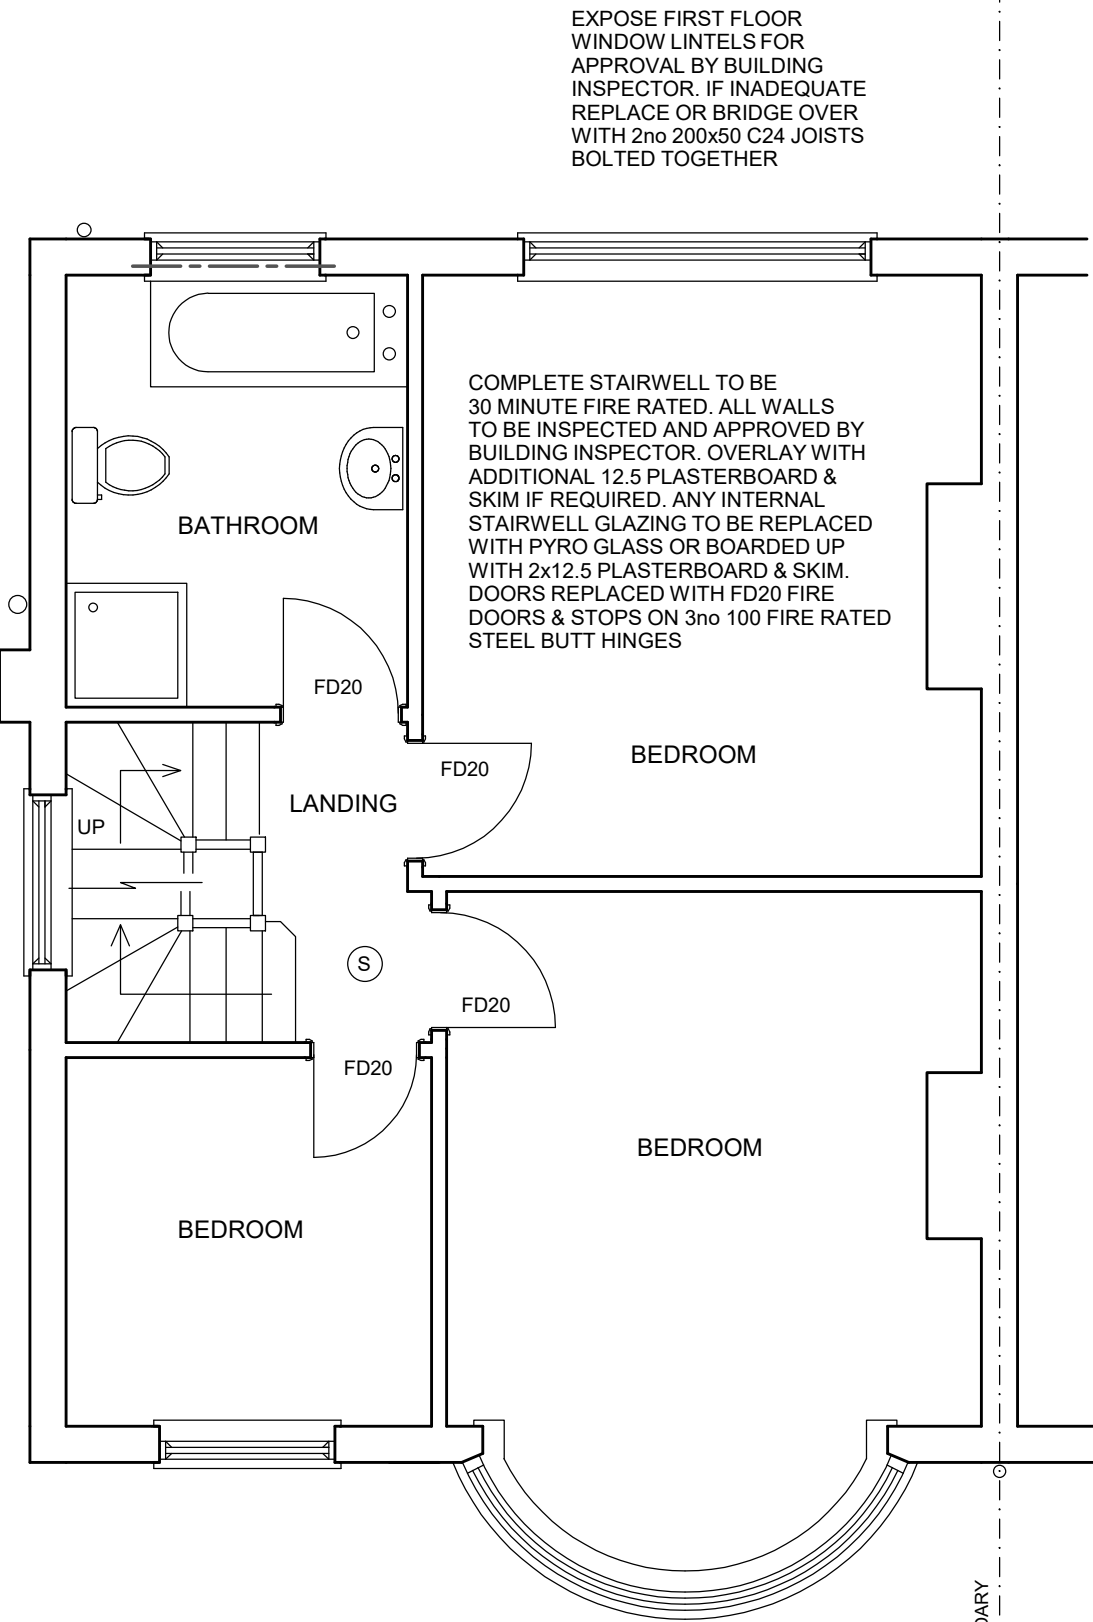 EXPOSE FIRST FLOOR
WINDOW LINTELS FOR
APPROVAL BY BUILDING
INSPECTOR. IF INADEQUATE
REPLACE OR BRIDGE OVER
WITH 2no 200x50 C24 JOISTS
BOLTED TOGETHER
COMPLETE STAIRWELL TO BE
30 MINUTE FIRE RATED. ALL WALLS
TO BE INSPECTED AND APPROVED BY
BUILDING INSPECTOR. OVERLAY WITH
ADDITIONAL 12.5 PLASTERBOARD &
SKIM IF REQUIRED. ANY INTERNAL
STAIRWELL GLAZING TO BE REPLACED
WITH PYRO GLASS OR BOARDED UP
WITH 2x12.5 PLASTERBOARD & SKIM.
DOORS REPLACED WITH FD20 FIRE
DOORS & STOPS ON 3no 100 FIRE RATED
STEEL BUTT HINGES
BATHROOM
FD20
FD20
BEDROOM
LANDING
UP
S
FD20
FD20
BEDROOM
BEDROOM